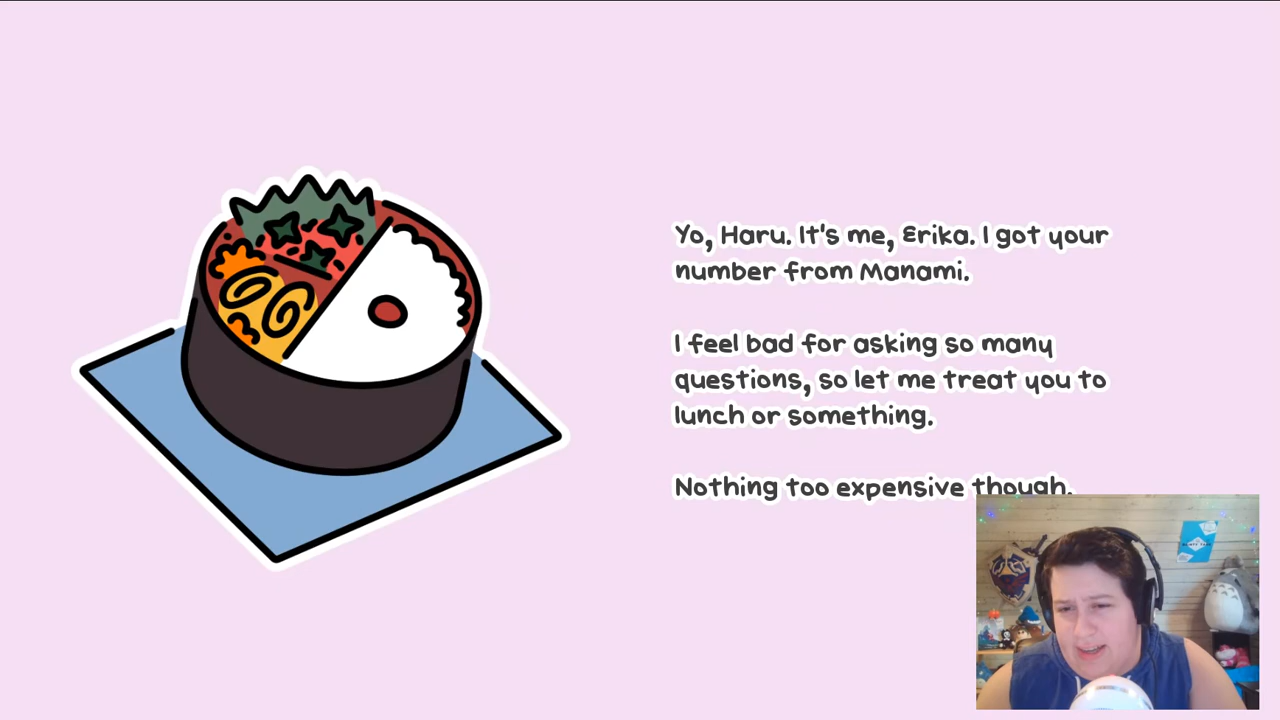 Yo, Haru. It's me, Erika. I got your
number from Manami.
I feel bad for asking so many
questions, so let me treat you to
lunch or something.
Nothing too expensive though.